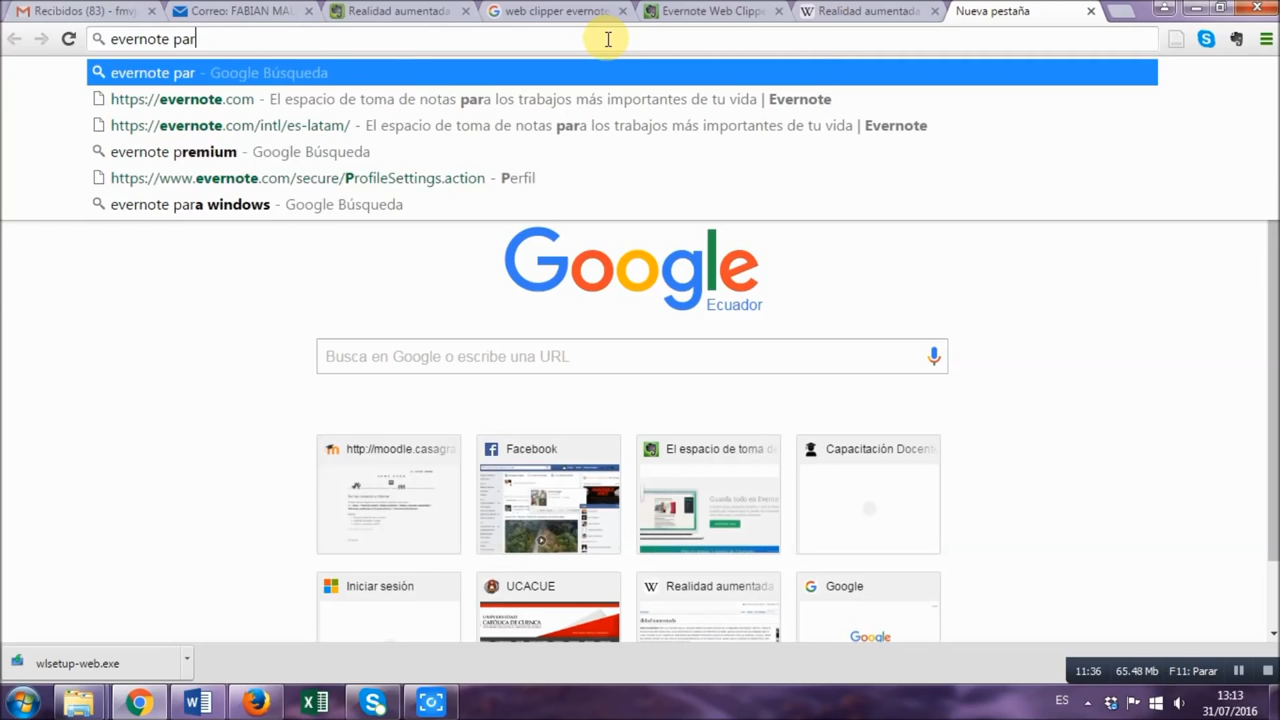 Recibidos (83) - fmv
Correo: FABIAN MAL
Realidad aumentada
web clipper evernote
Evernote Web Clippe
Realidad aumentada
Nueva pestaña
evernote par
evernote par - Google Búsqueda
https://evernote.com - El espacio de toma de notas para los trabajos más importantes de tu vida | Evernote
https://evernote.com/intl/es-latam/ - El espacio de toma de notas para los trabajos más importantes de tu vida | Evernote
evernote premium - Google Búsqueda
https://www.evernote.com/secure/ProfileSettings.action - Perfil
evernote para windows - Google Búsqueda
Google
Ecuador
Busca en Google o escribe una URL
http://moodle.casagra
Facebook
El espacio de toma de
Capacitación Docent
Iniciar sesión
UCACUE
Realidad aumentada
Google
wlsetup-web.exe
11:36 65.48 Mb F11: Parar
ES
13:13
31/07/2016